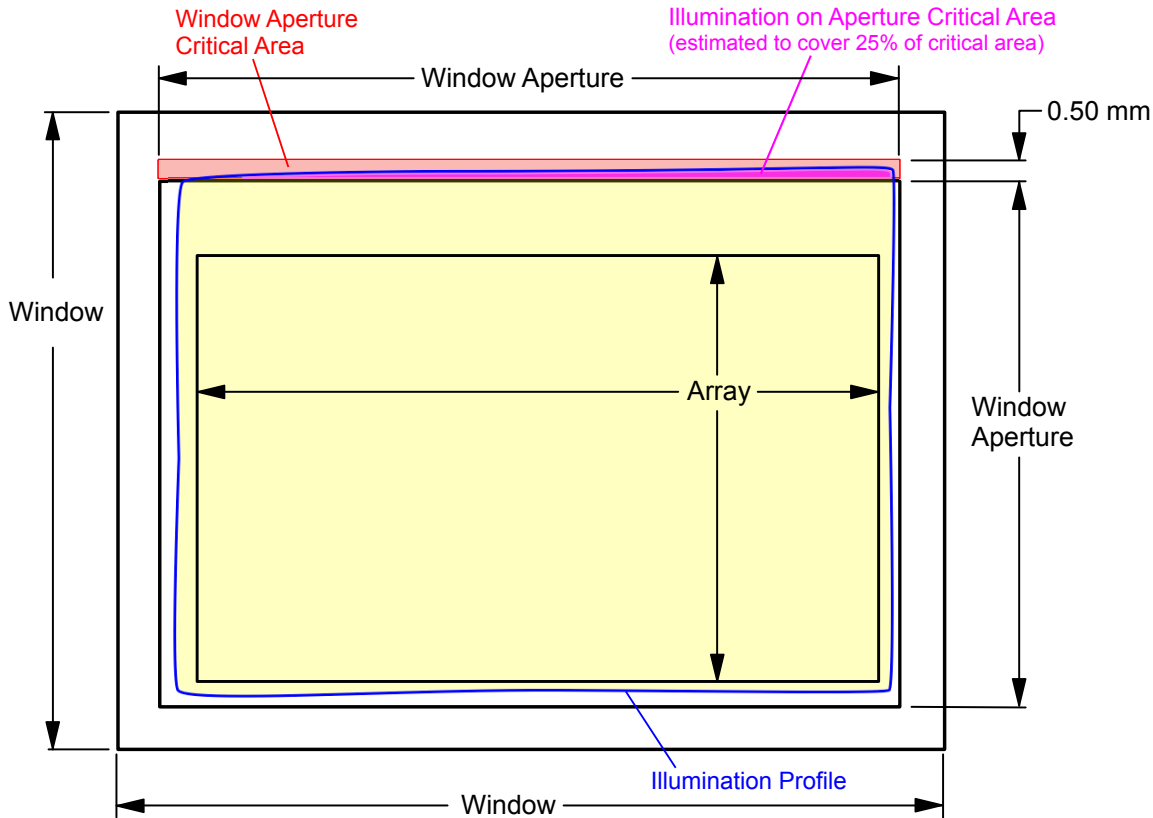 Window Aperture
Critical Area
Illumination on Aperture Critical Area
(estimated to cover 25% of critical area)
Window Aperture
0.50 mm
Window
Array
Window
Aperture
Illumination Profile
Window